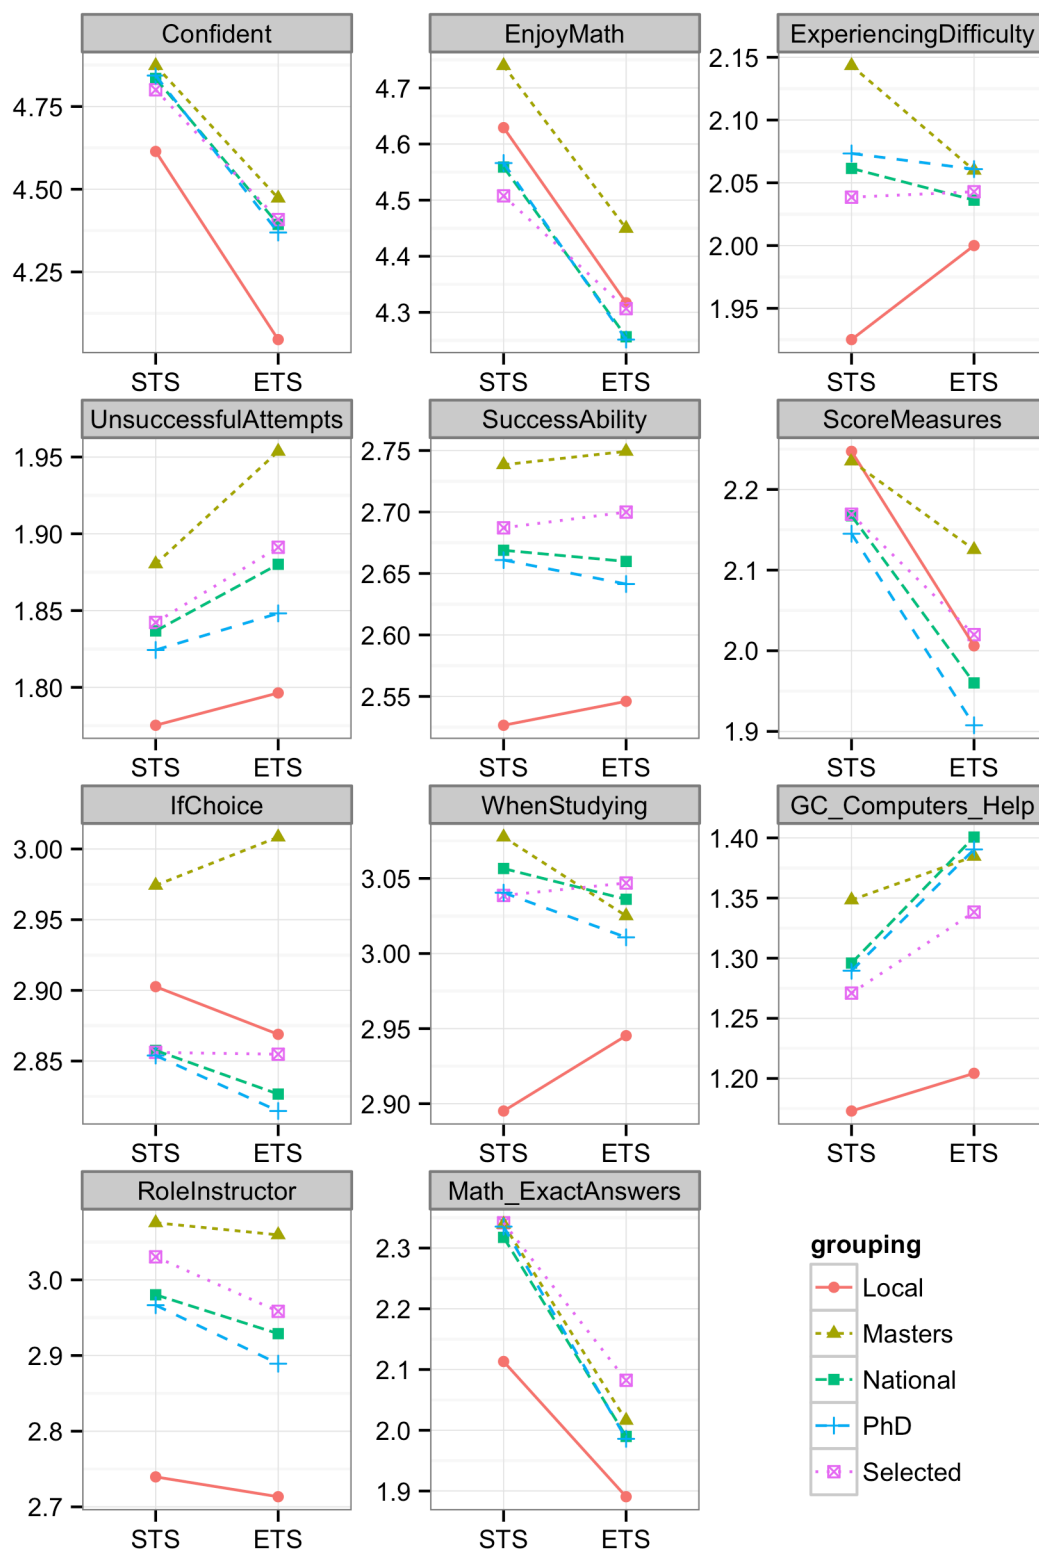 Confident
EnjoyMath
ExperiencingDifficulty
4.75
4.50
4.25
4.7
4.6
4.5
4.4
4.3
2.15
2.10
2.05
2.00
1.95
STS ETS
STS ETS
STS ETS
UnsuccessfulAttempts
SuccessAbility
ScoreMeasures
1.95
1.90
1.85
1.80
2.75
2.70
2.65
2.60
2.55
2.2
2.1
2.0
1.9
STS ETS
STS ETS
STS ETS
IfChoice
WhenStudying
GC_Computers_Help
3.00
2.95
2.90
2.85
3.05
3.00
2.95
2.90
1.40
1.35
1.30
1.25
1.20
STS ETS
STS ETS
STS ETS
RoleInstructor
Math_ExactAnswers
3.0
2.9
2.8
2.7
2.3
2.2
2.1
2.0
1.9
STS ETS
STS ETS
grouping
Local
Masters
National
PhD
Selected